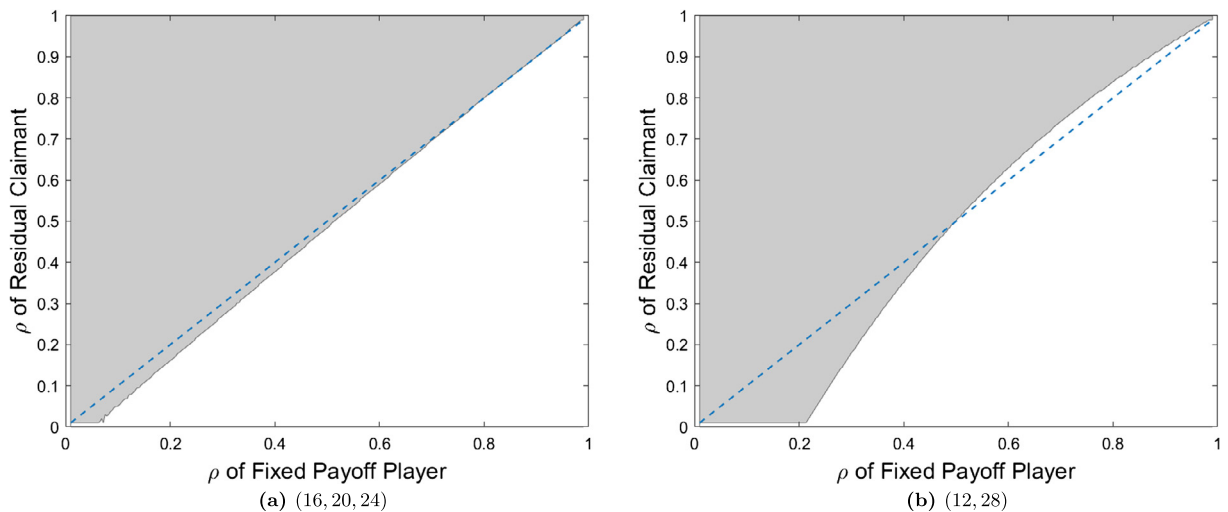 1
0.9
0.8
0.7
0.6
0.5
0.4
0.3
0.2
0.1
0
ρ of Residual Claimant
0 0.2 0.4 0.6 0.8 1
ρ of Fixed Payoff Player
(a) (16, 20, 24)
1
0.9
0.8
0.7
0.6
0.5
0.4
0.3
0.2
0.1
0
ρ of Residual Claimant
0 0.2 0.4 0.6 0.8 1
ρ of Fixed Payoff Player
(b) (12, 28)